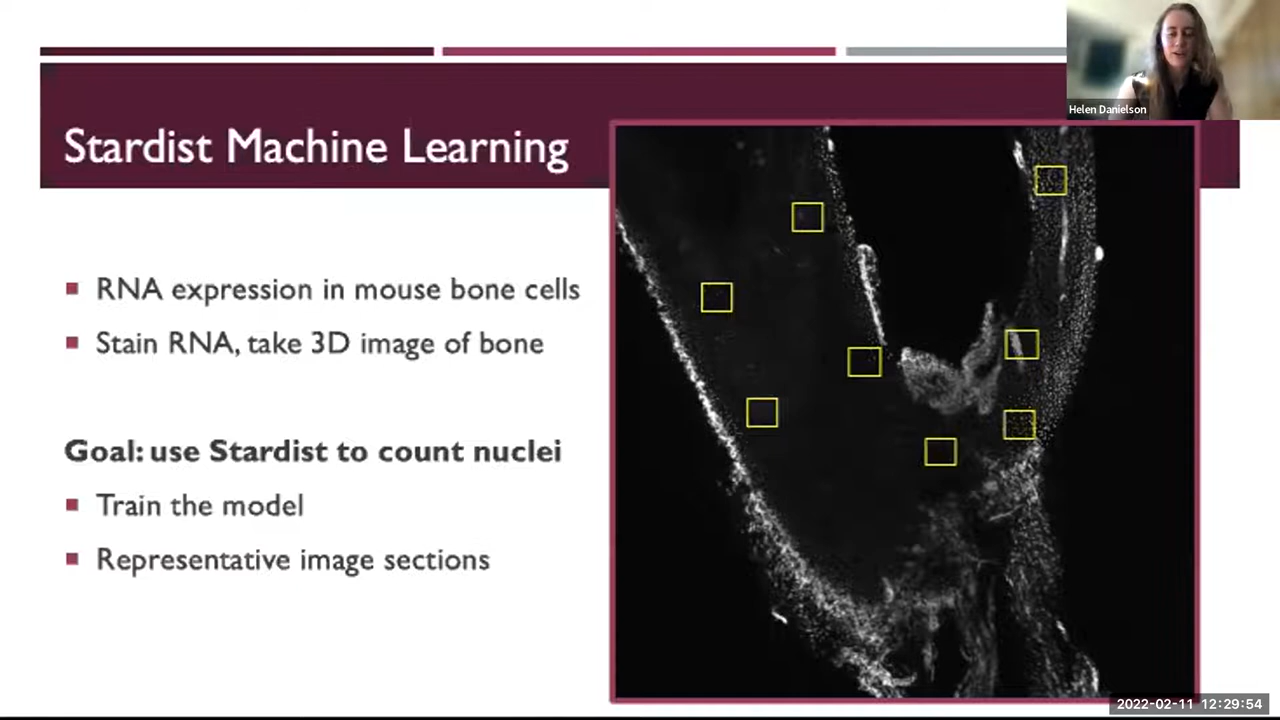 Helen Danielson
Stardist Machine Learning
RNA expression in mouse bone cells
Stain RNA, take 3D image of bone
Goal: use Stardist to count nuclei
Train the model
Representative image sections
2022-02-11 12:29:54